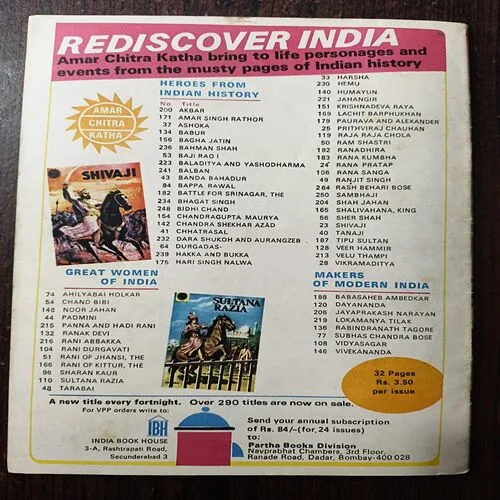 REDISCOVER INDIA
Amar Chitra Katha bring to life personages and
events from the musty pages of Indian history
AMAR
CHITRA
KATHA
SHIVAJI
HEROES FROM
INDIAN HISTORY
No. Title
200 AKBAR
171 AMAR SINGH RATHOR
37 ASHOKA
134 BABUR
156 BAGHA JATIN
236 BAHMAN SHAH
53 BAJI RAO I
223 BALADITYA AND YASHODHARMA
241 BALBAN
43 BANDA BAHADUR
84 BAPPA RAWAL
182 BATTLE FOR SRINAGAR, THE
234 BHAGAT SINGH
248 BIDHI CHAND
154 CHANDRAGUPTA MAURYA
142 CHANDRA SHEKHAR AZAD
41 CHHATRASAL
232 DARA SHUKOH AND AURANGZEB
64 DURGADAS
239 HAKKA AND BUKKA
175 HARI SINGH NALWA
33 HARSHA
230 HEMU
140 HUMAYUN
221 JAHANGIR
151 KRISHNADEVA RAYA
169 LACHIT BARPHUKHAN
179 PAURAVA AND ALEXANDER
25 PRITHVIRAJ CHAUHAN
119 RAJA RAJA CHOLA
50 RAM SHASTRI
192 RANADHIRA
183 RANA KUMBHA
24 RANA PRATAP
106 RANA SANGA
49 RANJIT SINGH
264 RASH BEHARI BOSE
250 SAMBHAJI
204 SHAH JAHAN
165 SHALIVAHANA, KING
56 SHER SHAH
23 SHIVAJI
40 TANAJI
187 TIPU SULTAN
128 VEER HAMMIR
213 VELU THAMPI
28 VIKRAMADITYA
GREAT WOMEN
OF INDIA
74 AHILYABAI HOLKAR
54 CHAND BIBI
148 NOOR JAHAN
44 PADMINI
215 PANNA AND HADI RANI
132 RANAK DEVI
216 RANI ABBAKKA
104 RANI DURGAVATI
51 RANI OF JHANSI, THE
166 RANI OF KITTUR, THE
96 SHARAN KAUR
110 SULTANA RAZIA
48 TARABAI
SULTANA
RAZIA
MAKERS
OF MODERN INDIA
188 BABASAHEB AMBEDKAR
120 DAYANANDA
206 JAYAPRAKASH NARAYAN
219 LOKAMANYA TILAK
136 RABINDRANATH TAGORE
77 SUBHAS CHANDRA BOSE
108 VIDYASAGAR
146 VIVEKANANDA
32 Pages
Rs. 3.50
per issue
A new title every fortnight. Over 290 titles are now on sale.
For VPP orders write to:
IBH
INDIA BOOK HOUSE
3-A, Rashtrapati Road,
Secunderabad 3
Send your annual subscription
of Rs. 84/-(for 24 issues)
to:
Partha Books Division
Navprabhat Chambers, 3rd Floor,
Ranade Road, Dadar, Bombay-400 028